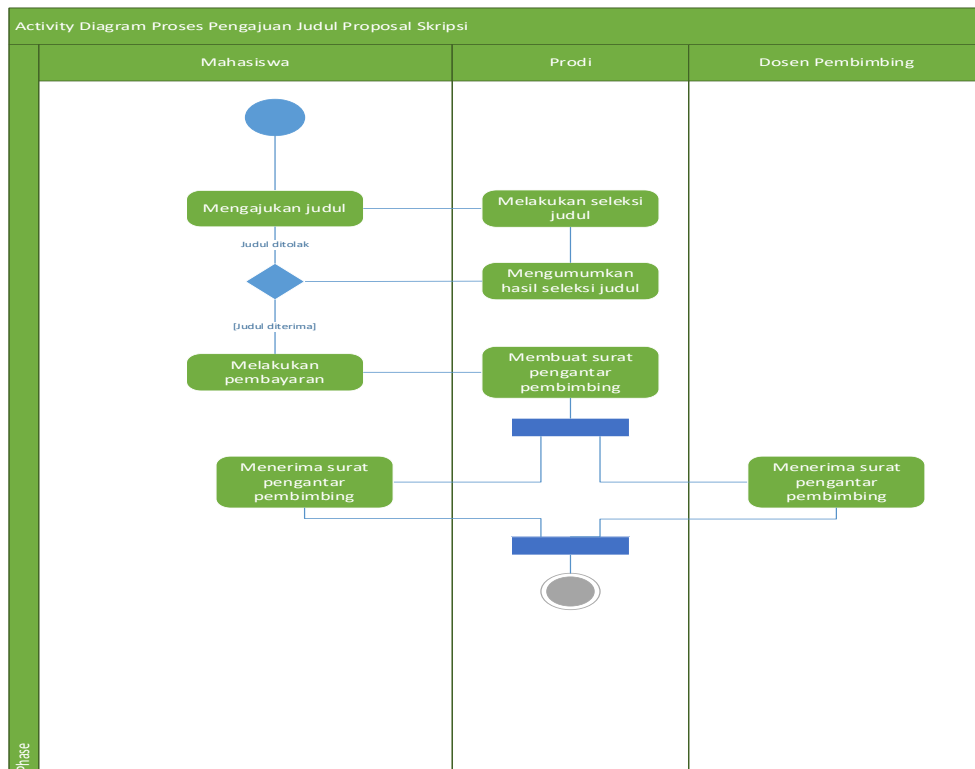 Activity Diagram Proses Pengajuan Judul Proposal Skripsi
Mahasiswa
Prodi
Dosen Pembimbing
Mengajukan judul
Melakukan seleksi
judul
Judul ditolak
Mengumumkan
hasil seleksi judul
[Judul diterima]
Melakukan
pembayaran
Membuat surat
pengantar
pembimbing
Menerima surat
pengantar
pembimbing
Menerima surat
pengantar
pembimbing
Phase